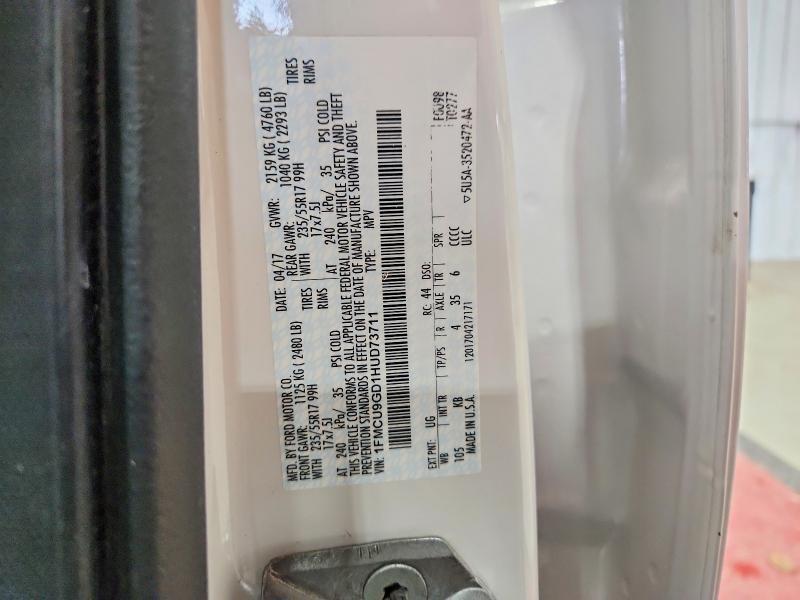 MFD. BY FORD MOTOR CO. DATE: 04/17 GVWR: 2159 KG ( 4760 LB)
FRONT GAWR: 1125 KG ( 2480 LB) REAR GAWR: 1040 KG ( 2293 LB)
WITH 235/55R17 99H TIRES WITH 235/55R17 99H TIRES
17x7.5J RIMS 17x7.5J RIMS
AT 240 kPa/ 35 PSI COLD AT 240 kPa/ 35 PSI COLD
THIS VEHICLE CONFORMS TO ALL APPLICABLE FEDERAL MOTOR VEHICLE SAFETY AND THEFT
PREVENTION STANDARDS IN EFFECT ON THE DATE OF MANUFACTURE SHOWN ABOVE.
VIN: 1FMCU9GD1HUD73711 TYPE: MPV
F0098
T0277
EXT PNT: UG RC: 44 DSO:
WB INT TR TP/PS R AXLE TR SPR
105 KB 4 35 6 CCCC
MADE IN U.S.A. 1201704217171 ULC ▽ 5U5A-3520472-AA